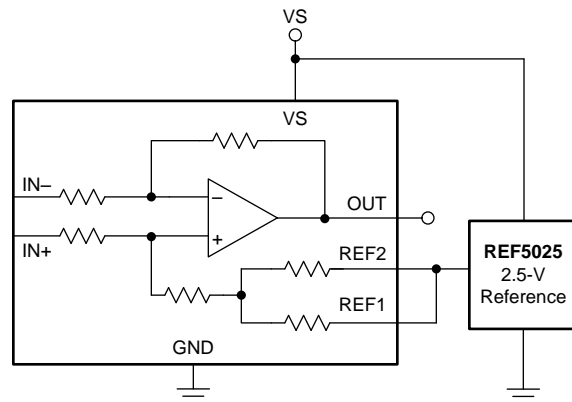 VS
VS
IN–
OUT
–
+
IN+
REF2
REF1
REF5025
2.5-V
Reference
GND